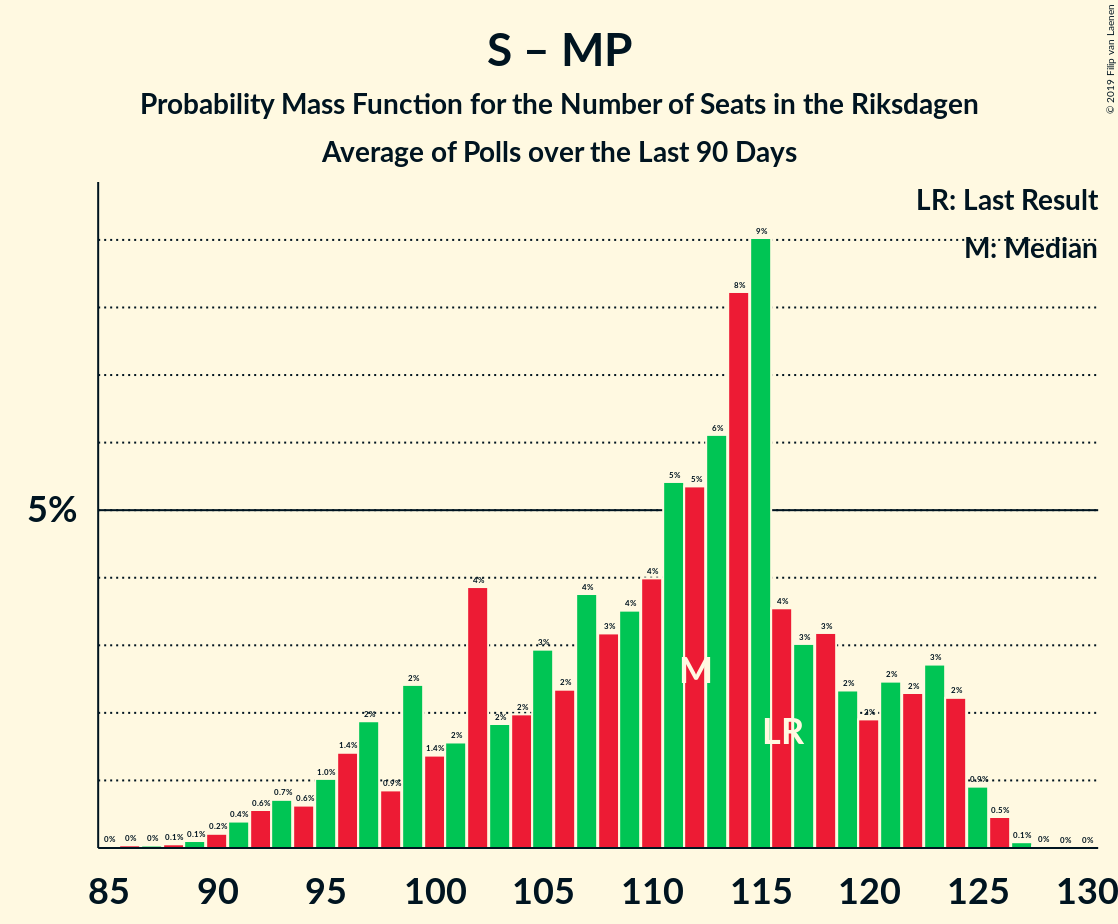 S – MP
Probability Mass Function for the Number of Seats in the Riksdagen
Average of Polls over the Last 90 Days
© 2019 Filip van Laenen
LR: Last Result
M: Median
5%
0% 0% 0% 0.1% 0.1% 0.2% 0.4% 0.6% 0.7% 0.6% 1.0% 1.4% 2% 0.9% 2% 1.4% 2% 4% 2% 2% 3% 2% 4% 3% 4% 4% 5% 5% 6% 8% 9% 4% 3% 3% 2% 2% 2% 2% 3% 2% 0.9% 0.5% 0.1% 0% 0% 0%
M
LR
85 90 95 100 105 110 115 120 125 130